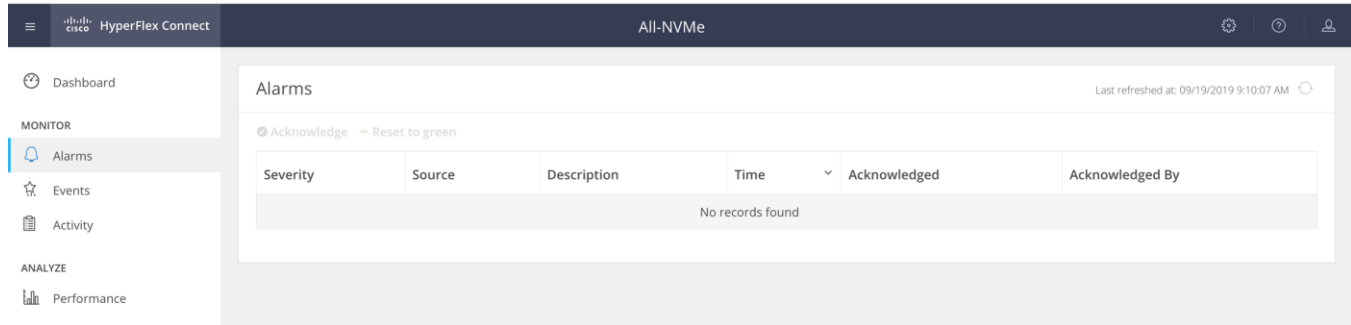 cisco HyperFlex Connect All-NVMe
Dashboard
Alarms Last refreshed at: 09/19/2019 9:10:07 AM
MONITOR
Acknowledge Reset to green
Alarms
Severity Source Description Time Acknowledged Acknowledged By
Events
No records found
Activity
ANALYZE
Performance